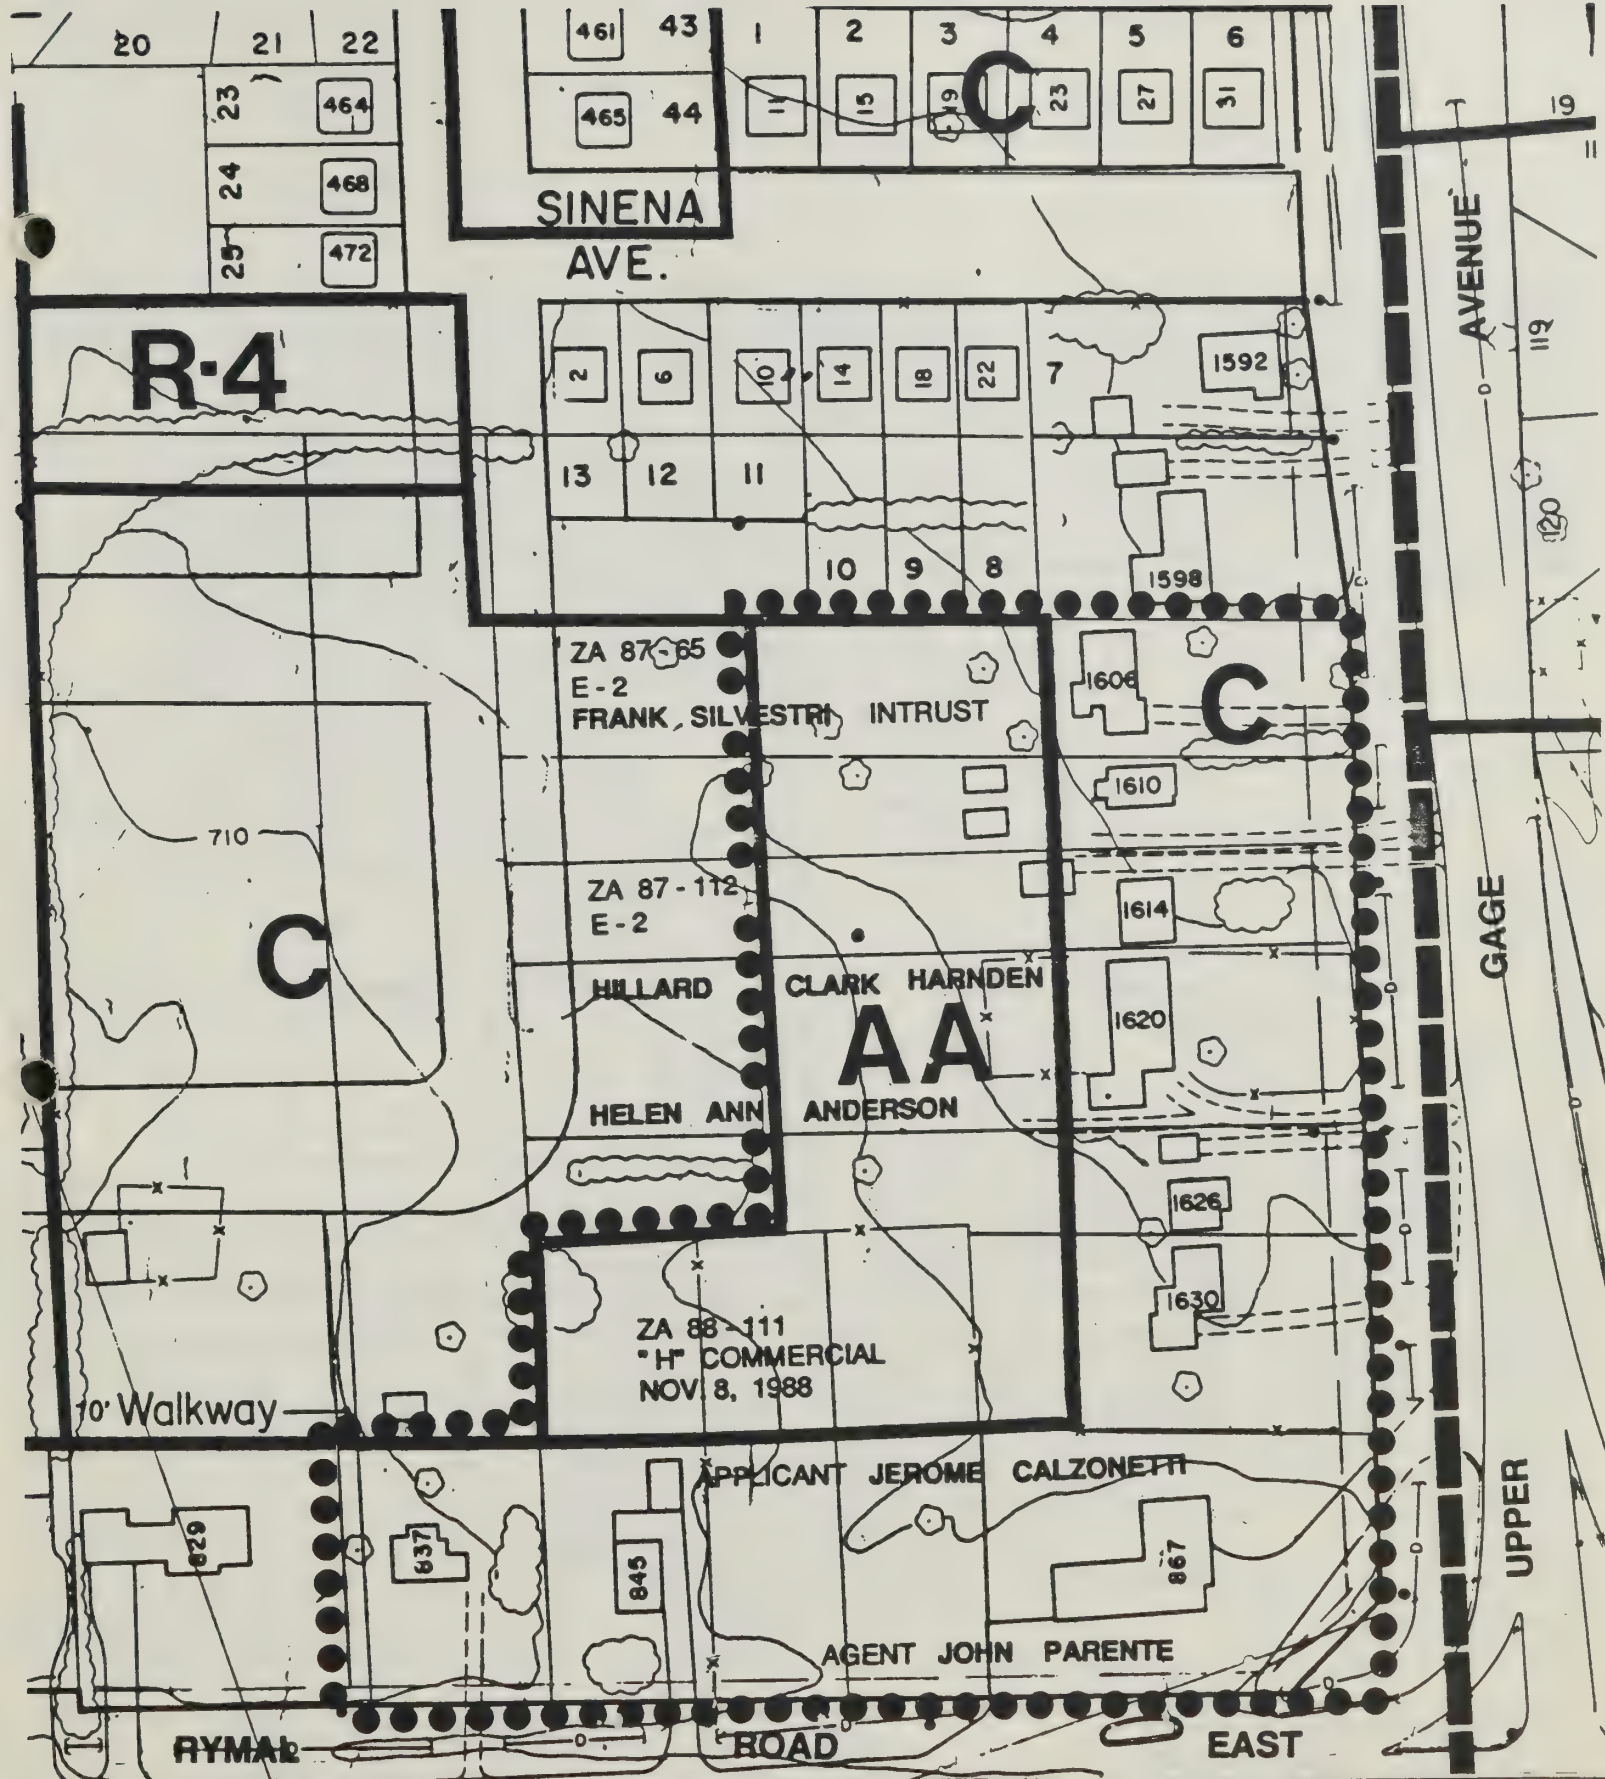 20 21 22
461 43
1 2 3 4 5 6
C
23 464
465 44
11 15 19 23 27 31
19
11
24 468
SINENA
AVE.
25 472
AVENUE
R-4
2 6 10 14 18 22 7 1592
119
13 12 11
120
10 9 8 1598
ZA 87-65
E-2
FRANK SILVESTRI INTRUST
1606 C
1610
710
ZA 87-112
E-2
1614
C
GAGE
HILLARD CLARK HARNDEN
AA
1620
HELEN ANN ANDERSON
1626
1630
ZA 88-111
"H" COMMERCIAL
NOV. 8, 1988
10' Walkway
APPLICANT JEROME CALZONETTI
UPPER
829 837 845 867
AGENT JOHN PARENTE
RYMAL ROAD EAST